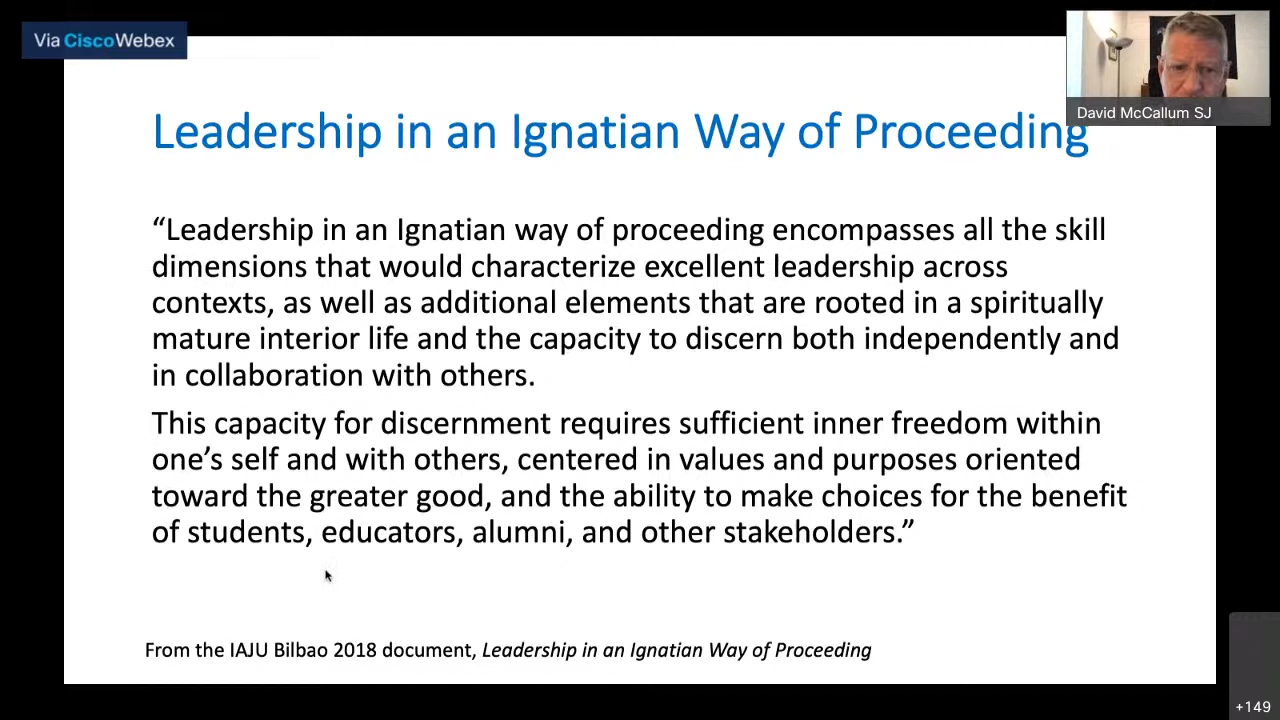 Via CiscoWebex
David McCallum SJ
Leadership in an Ignatian Way of Proceeding
“Leadership in an Ignatian way of proceeding encompasses all the skill
dimensions that would characterize excellent leadership across
contexts, as well as additional elements that are rooted in a spiritually
mature interior life and the capacity to discern both independently and
in collaboration with others.
This capacity for discernment requires sufficient inner freedom within
one’s self and with others, centered in values and purposes oriented
toward the greater good, and the ability to make choices for the benefit
of students, educators, alumni, and other stakeholders.”
From the IAJU Bilbao 2018 document, Leadership in an Ignatian Way of Proceeding
+149